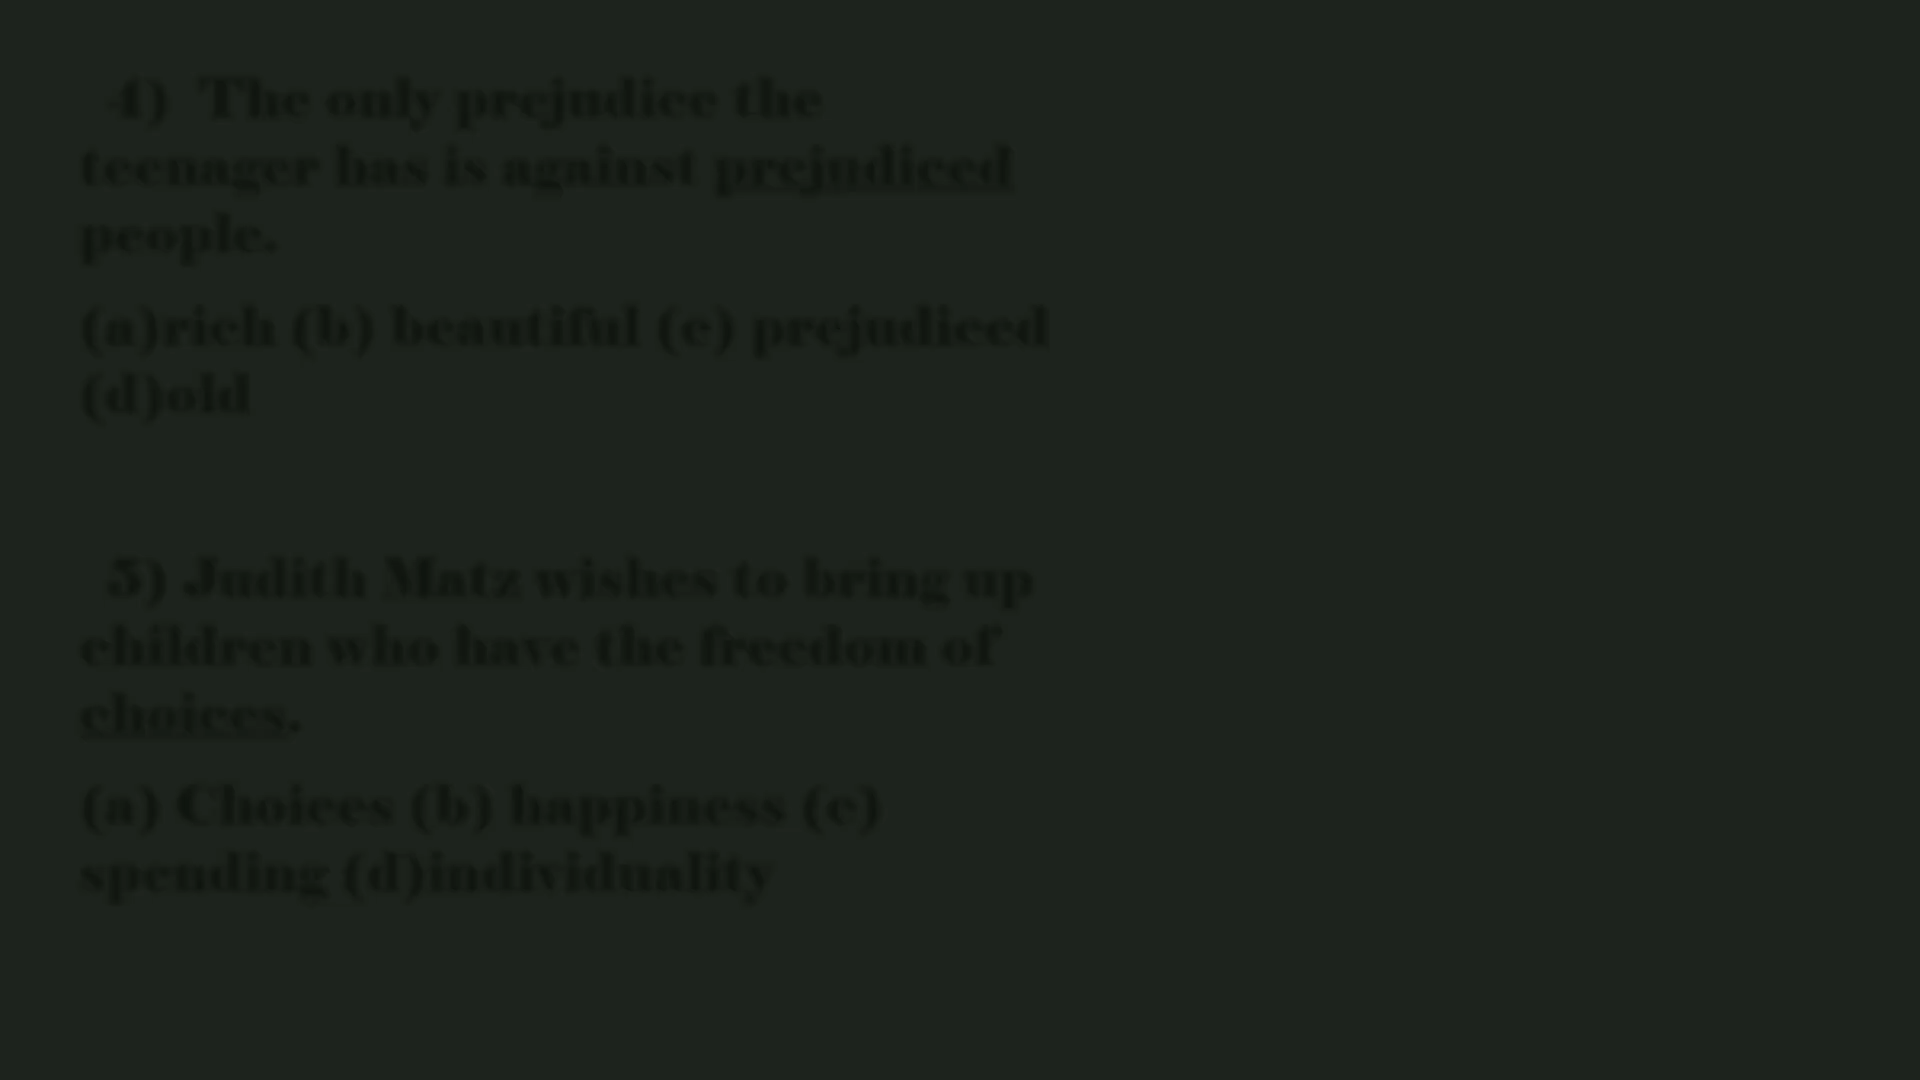 4) The only prejudice the
teenager has is against prejudiced
people.
(a)rich (b) beautiful (c) prejudiced
(d)old
5) Judith Matz wishes to bring up
children who have the freedom of
choices.
(a) Choices (b) happiness (c)
spending (d)individuality